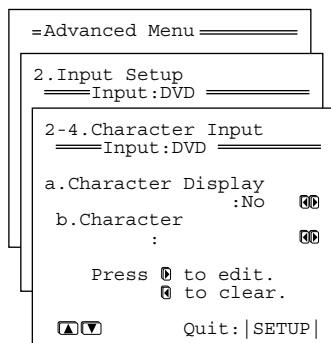 =Advanced Menu
2.Input Setup
Input:DVD
2-4.Character Input
Input:DVD
a.Character Display
:No
b.Character
:
Press to edit.
to clear.
Quit:|SETUP|